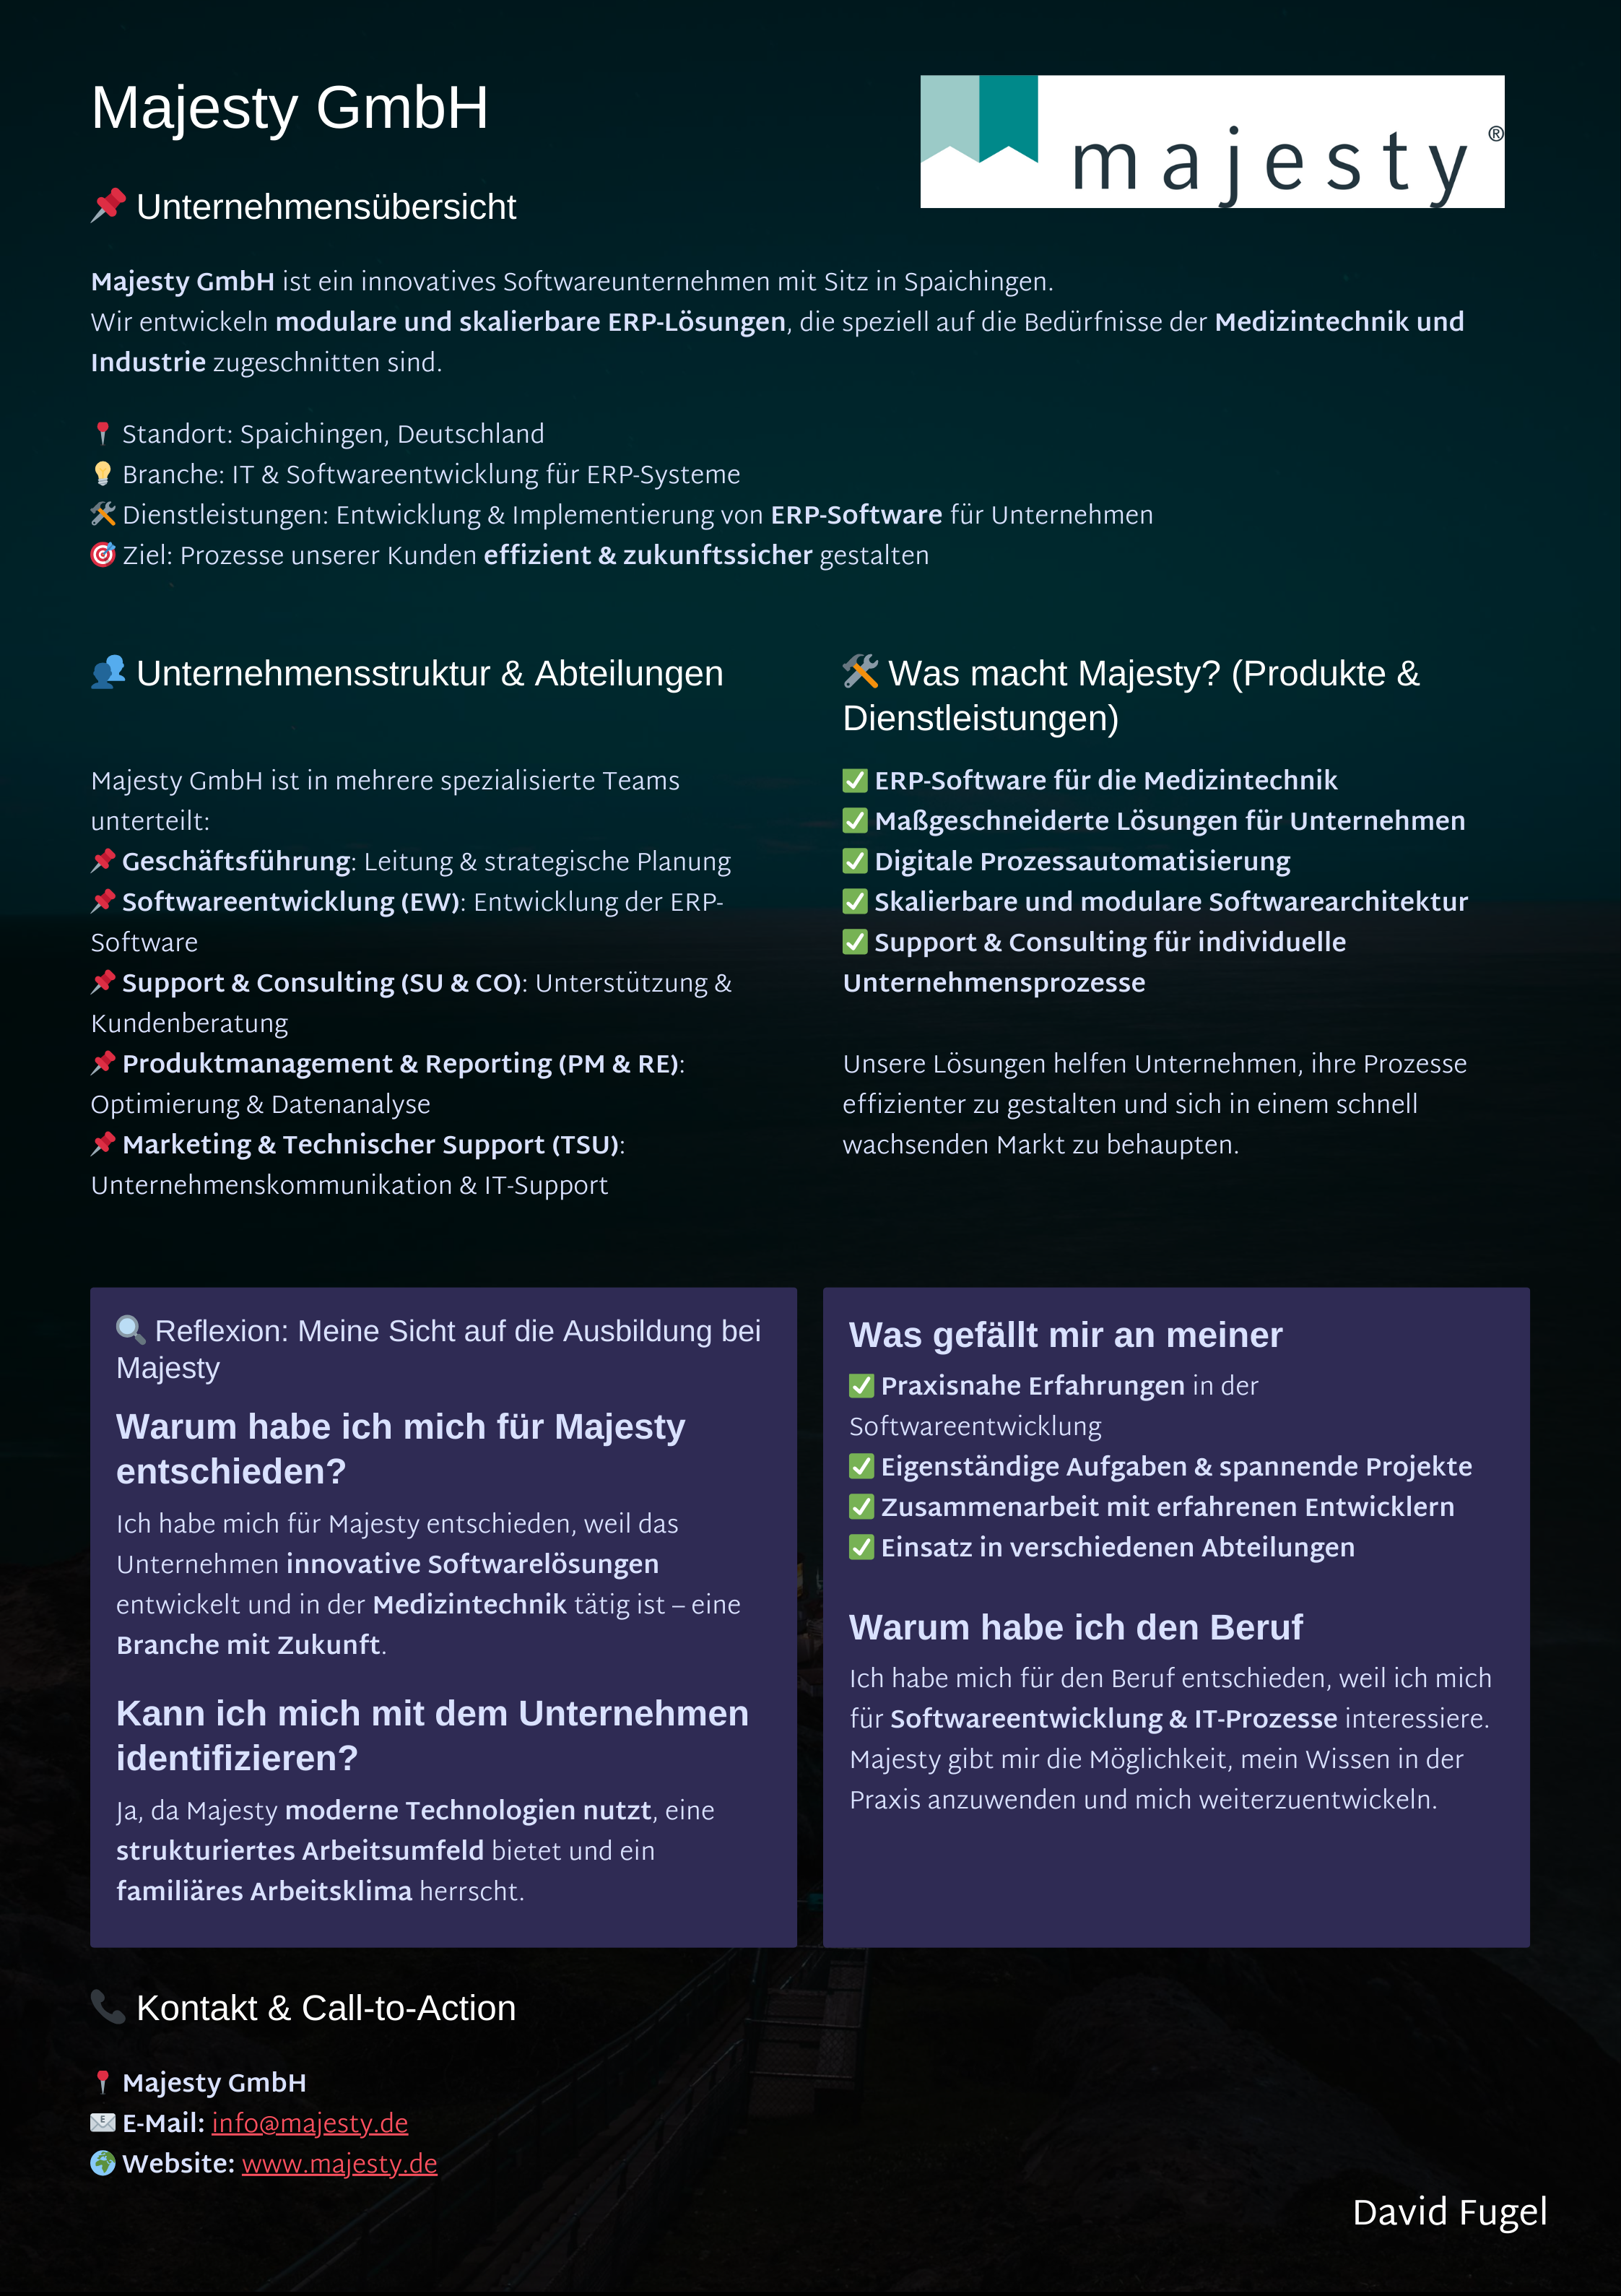 Majesty GmbH
majesty®
📌 Unternehmensübersicht
Majesty GmbH ist ein innovatives Softwareunternehmen mit Sitz in Spaichingen.
Wir entwickeln modulare und skalierbare ERP-Lösungen, die speziell auf die Bedürfnisse der Medizintechnik und
Industrie zugeschnitten sind.
📍 Standort: Spaichingen, Deutschland
💡 Branche: IT & Softwareentwicklung für ERP-Systeme
🛠 Dienstleistungen: Entwicklung & Implementierung von ERP-Software für Unternehmen
🎯 Ziel: Prozesse unserer Kunden effizient & zukunftssicher gestalten
👥 Unternehmensstruktur & Abteilungen
Majesty GmbH ist in mehrere spezialisierte Teams
unterteilt:
📌 Geschäftsführung: Leitung & strategische Planung
📌 Softwareentwicklung (EW): Entwicklung der ERP-
Software
📌 Support & Consulting (SU & CO): Unterstützung &
Kundenberatung
📌 Produktmanagement & Reporting (PM & RE):
Optimierung & Datenanalyse
📌 Marketing & Technischer Support (TSU):
Unternehmenskommunikation & IT-Support
🛠 Was macht Majesty? (Produkte &
Dienstleistungen)
✅ ERP-Software für die Medizintechnik
✅ Maßgeschneiderte Lösungen für Unternehmen
✅ Digitale Prozessautomatisierung
✅ Skalierbare und modulare Softwarearchitektur
✅ Support & Consulting für individuelle
Unternehmensprozesse
Unsere Lösungen helfen Unternehmen, ihre Prozesse
effizienter zu gestalten und sich in einem schnell
wachsenden Markt zu behaupten.
🔍 Reflexion: Meine Sicht auf die Ausbildung bei
Majesty
Warum habe ich mich für Majesty
entschieden?
Ich habe mich für Majesty entschieden, weil das
Unternehmen innovative Softwarelösungen
entwickelt und in der Medizintechnik tätig ist – eine
Branche mit Zukunft.
Kann ich mich mit dem Unternehmen
identifizieren?
Ja, da Majesty moderne Technologien nutzt, eine
strukturiertes Arbeitsumfeld bietet und ein
familiäres Arbeitsklima herrscht.
Was gefällt mir an meiner
✅ Praxisnahe Erfahrungen in der
Softwareentwicklung
✅ Eigenständige Aufgaben & spannende Projekte
✅ Zusammenarbeit mit erfahrenen Entwicklern
✅ Einsatz in verschiedenen Abteilungen
Warum habe ich den Beruf
Ich habe mich für den Beruf entschieden, weil ich mich
für Softwareentwicklung & IT-Prozesse interessiere.
Majesty gibt mir die Möglichkeit, mein Wissen in der
Praxis anzuwenden und mich weiterzuentwickeln.
📞 Kontakt & Call-to-Action
📍 Majesty GmbH
📧 E-Mail: info@majesty.de
🌍 Website: www.majesty.de
David Fugel